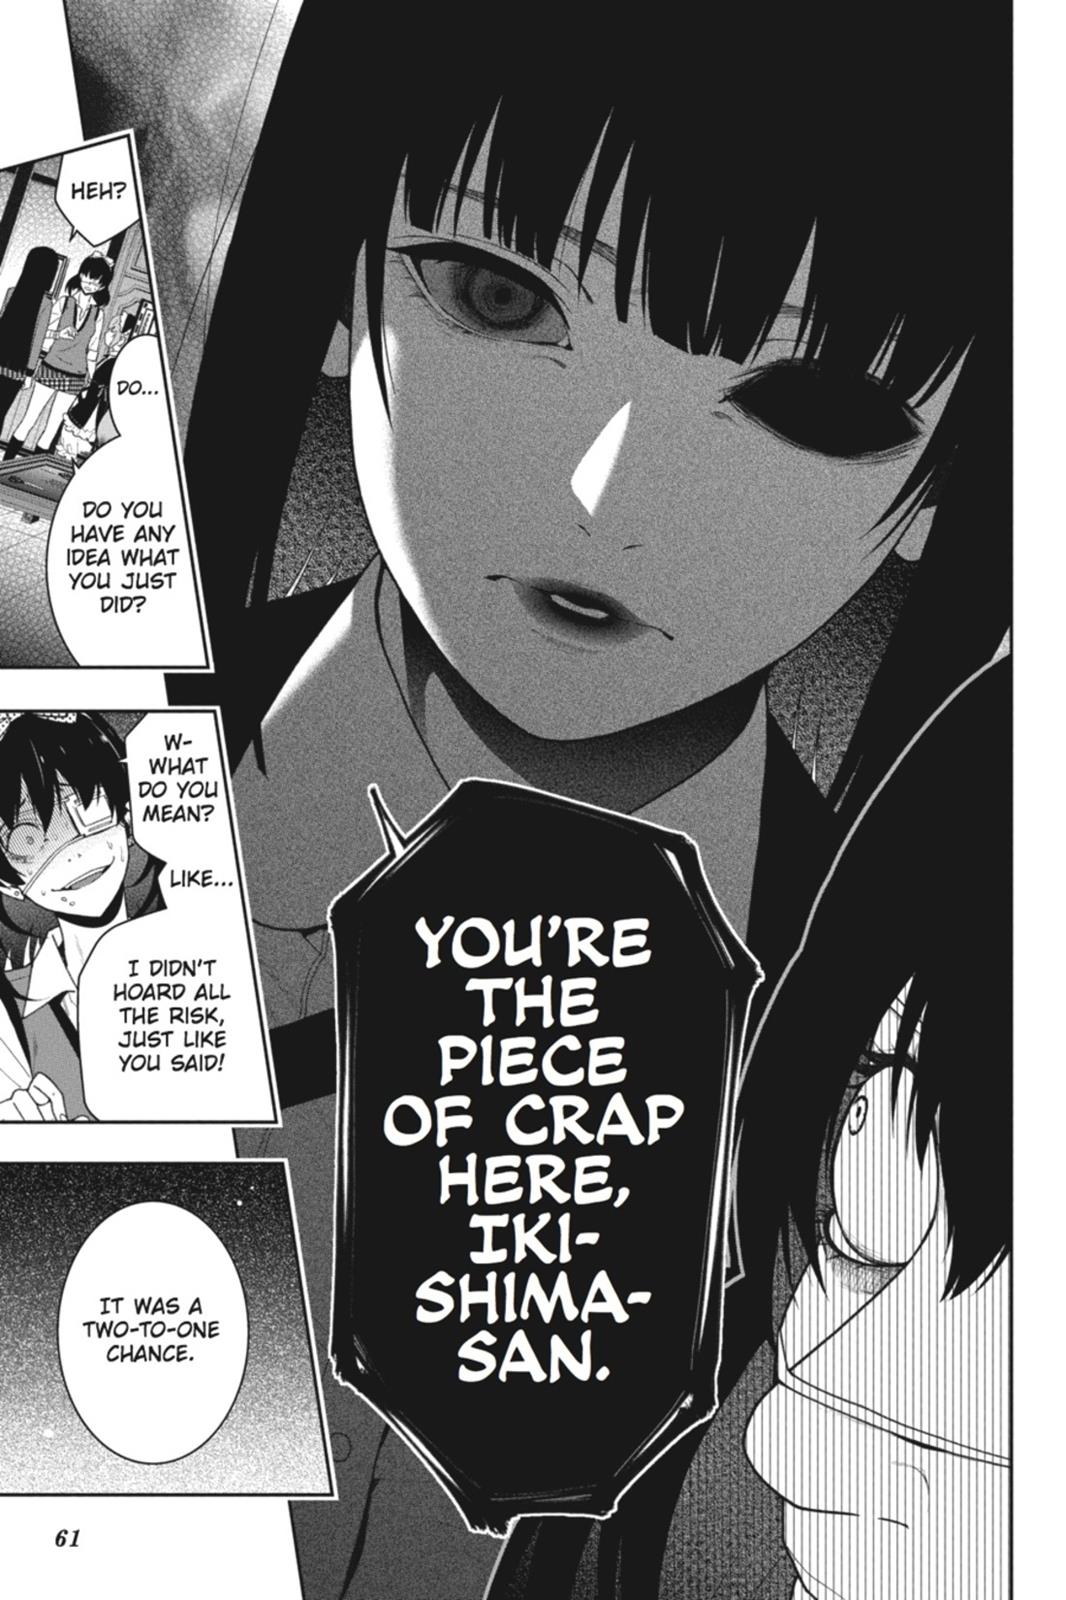 YOU'RE
THE
PIECE
OF CRAP
HERE,
IKI-
SHIMA-
SAN.
HEH?
DO...
DO YOU
HAVE ANY
IDEA WHAT
YOU JUST
DID?
W-
WHAT
DO YOU
MEAN?
LIKE...
I DIDN'T
HOARD ALL
THE RISK,
JUST LIKE
YOU SAID!
IT WAS A
TWO-TO-ONE
CHANCE.
61